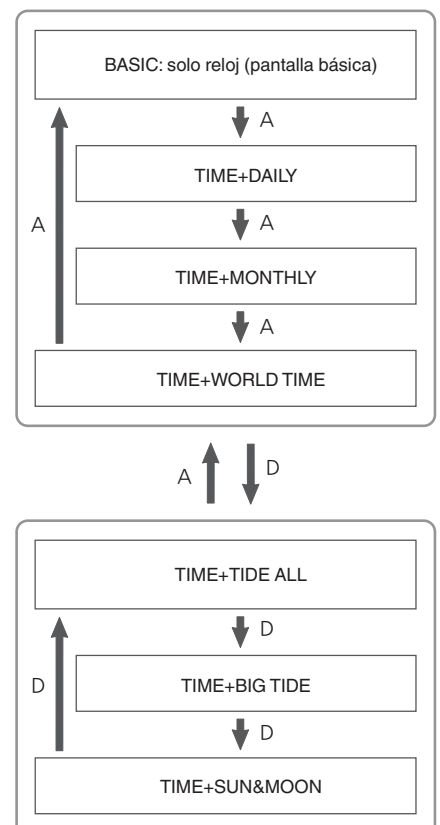 BASIC: solo reloj (pantalla básica)
A
TIME+DAILY
A
A
TIME+MONTHLY
A
TIME+WORLD TIME
A
D
TIME+TIDE ALL
D
TIME+BIG TIDE
D
D
TIME+SUN&MOON